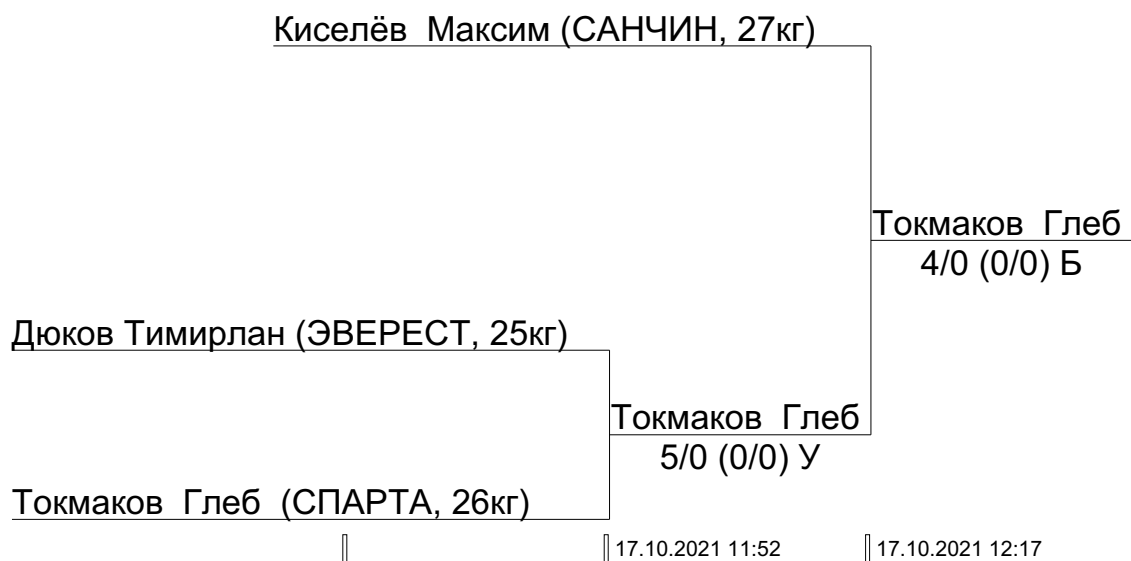 Киселёв  Максим (САНЧИН, 27кг)
Токмаков  Глеб
4/0 (0/0) Б
Дюков Тимирлан (ЭВЕРЕСТ, 25кг)
Токмаков  Глеб
5/0 (0/0) У
Токмаков  Глеб  (СПАРТА, 26кг)
17.10.2021 11:52
17.10.2021 12:17